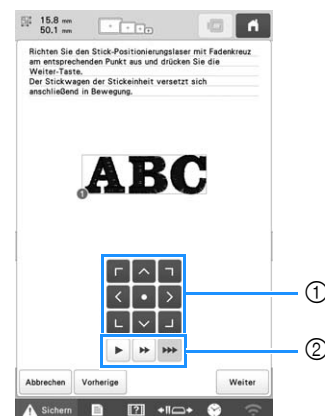 15.8 mm
50.1 mm
Richten Sie den Stick-Positionierungslaser mit Fadenkreuz
am entsprechenden Punkt aus und drücken Sie die
Weiter-Taste.
Der Stickwagen der Stickeinheit versetzt sich
anschließend in Bewegung.
ABC
1
①
②
Abbrechen Vorherige Weiter
Sichern